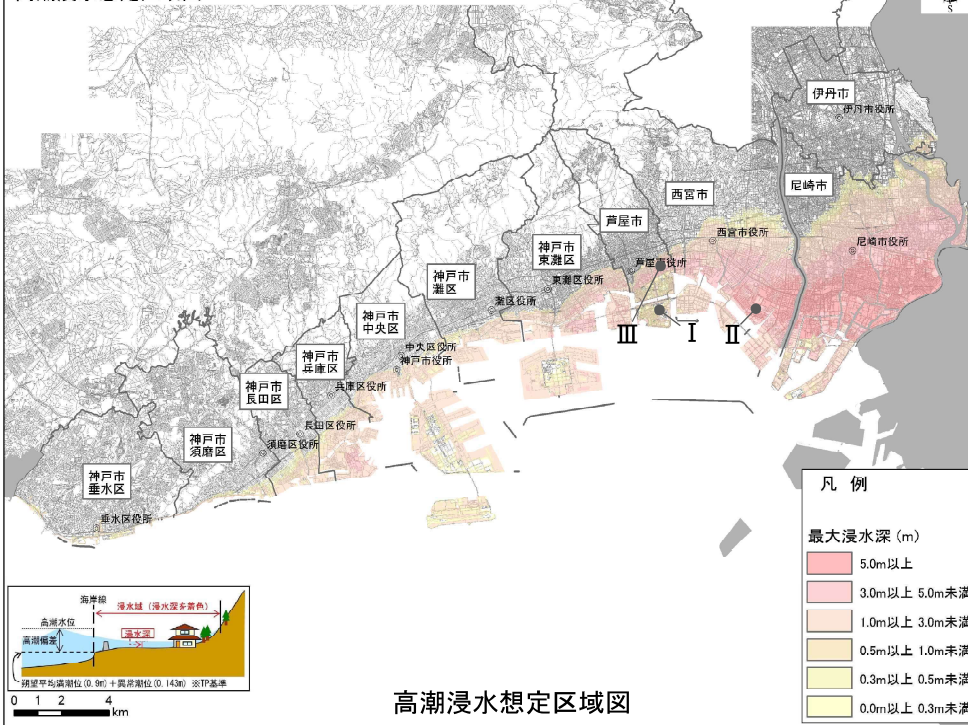 S
伊丹市
伊丹市役所
尼崎市
西宮市
芦屋市
西宮市役所
尼崎市役所
神戸市
東灘区
芦屋市役所
東灘区役所
神戸市
灘区
灘区役所
神戸市
中央区
Ⅲ
Ⅰ
Ⅱ
中央区役所
神戸市役所
神戸市
兵庫区
兵庫区役所
神戸市
長田区
長田区役所
神戸市
須磨区
須磨区役所
神戸市
垂水区
垂水区役所
凡 例
最大浸水深(m)
5.0m以上
3.0m以上 5.0m未満
1.0m以上 3.0m未満
0.5m以上 1.0m未満
0.3m以上 0.5m未満
0.0m以上 0.3m未満
海岸線
浸水域(浸水深を着色)
高潮水位
高潮偏差
浸水深
朔望平均満潮位(0.9m)+異常潮位(0.143m) ※TP基準
0 1 2 4
km
高潮浸水想定区域図